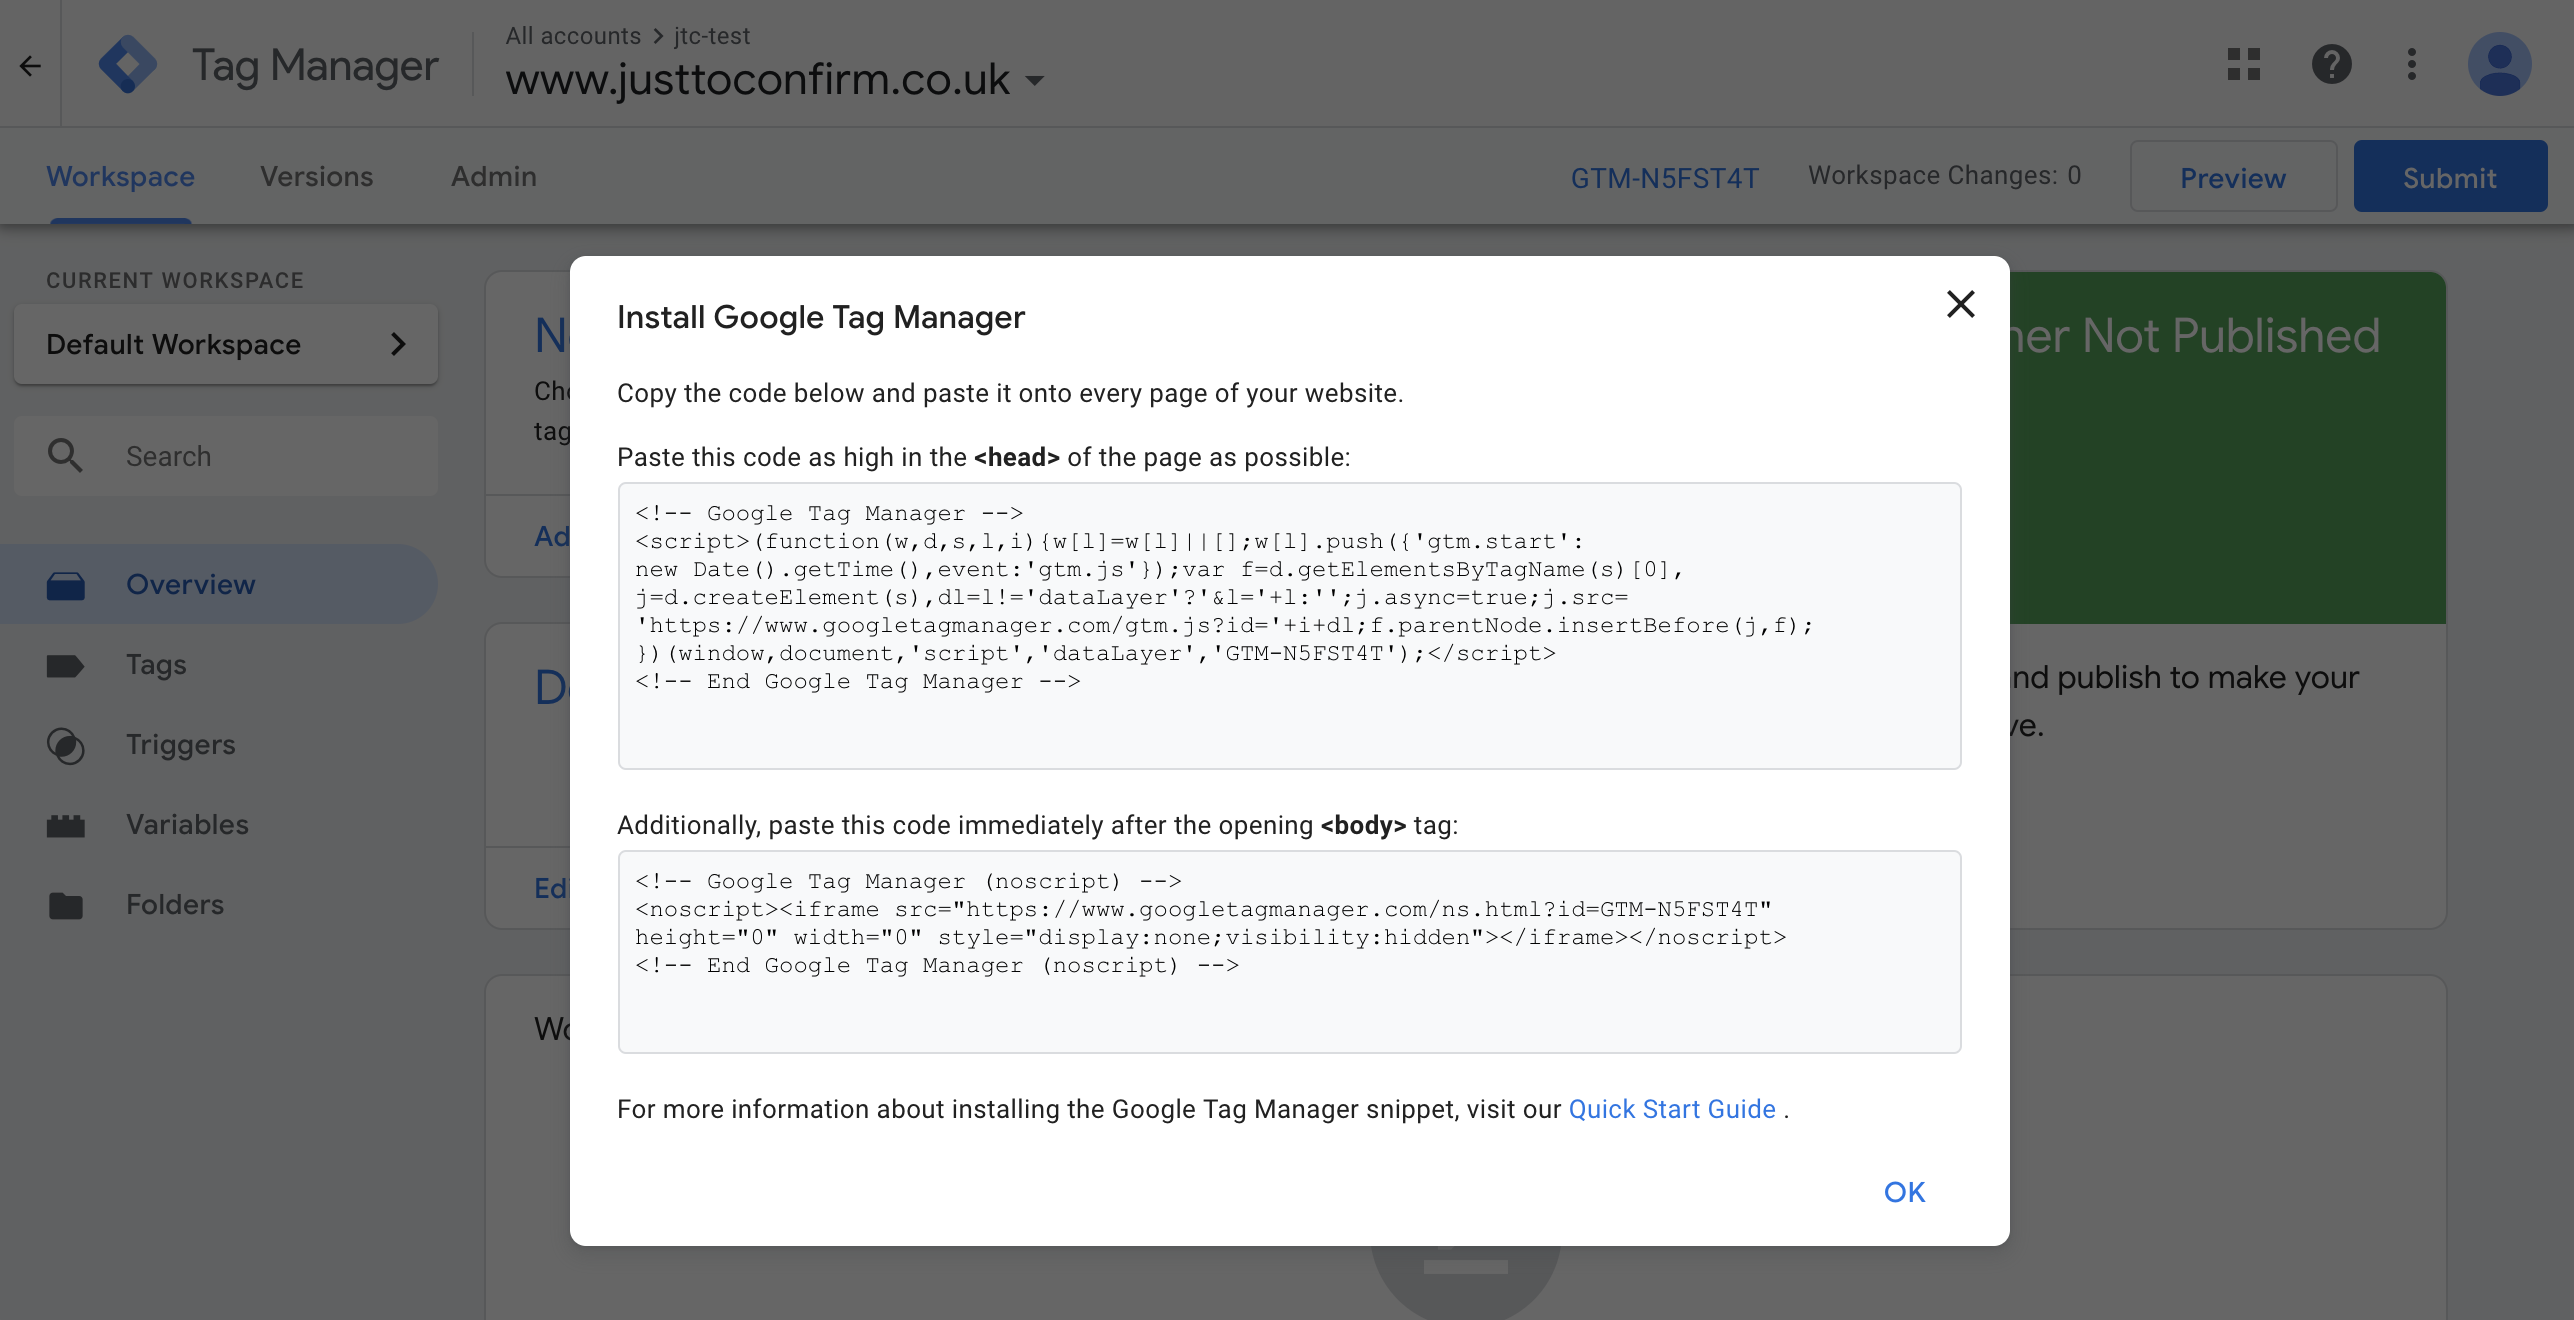 All accounts > jtc-test
Tag Manager
www.justtoconfirm.co.uk
Workspace
Versions
Admin
GTM-N5FST4T
Workspace Changes: 0
Preview
Submit
CURRENT WORKSPACE
Default Workspace
Search
Overview
Tags
Triggers
Variables
Folders
Install Google Tag Manager
Copy the code below and paste it onto every page of your website.
Paste this code as high in the <head> of the page as possible:
<!-- Google Tag Manager -->
<script>(function(w,d,s,l,i){w[l]=w[l]||[];w[l].push({'gtm.start':
new Date().getTime(),event:'gtm.js'});var f=d.getElementsByTagName(s)[0],
j=d.createElement(s),dl=l!='dataLayer'?'&l='+l:'';j.async=true;j.src=
'https://www.googletagmanager.com/gtm.js?id='+i+dl;f.parentNode.insertBefore(j,f);
})(window,document,'script','dataLayer','GTM-N5FST4T');</script>
<!-- End Google Tag Manager -->
Additionally, paste this code immediately after the opening <body> tag:
<!-- Google Tag Manager (noscript) -->
<noscript><iframe src="https://www.googletagmanager.com/ns.html?id=GTM-N5FST4T"
height="0" width="0" style="display:none;visibility:hidden"></iframe></noscript>
<!-- End Google Tag Manager (noscript) -->
For more information about installing the Google Tag Manager snippet, visit our Quick Start Guide .
OK
Not Published
publish to make your